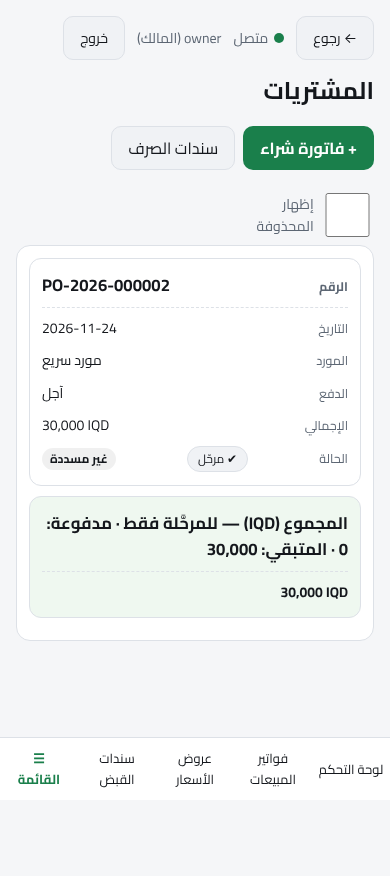 ← رجوع
متصل
owner (المالك)
خروج
المشتريات
+ فاتورة شراء
سندات الصرف
إظهار
المحذوفة
الرقم PO-2026-000002
التاريخ 2026-11-24
المورد مورد سريع
الدفع آجل
الإجمالي 30,000 IQD
الحالة ✔ مرحّل غير مسددة
المجموع (IQD) — للمرحَّلة فقط · مدفوعة:
0 · المتبقي: 30,000
30,000 IQD
لوحة التحكم
فواتير
المبيعات
عروض
الأسعار
سندات
القبض
☰
القائمة